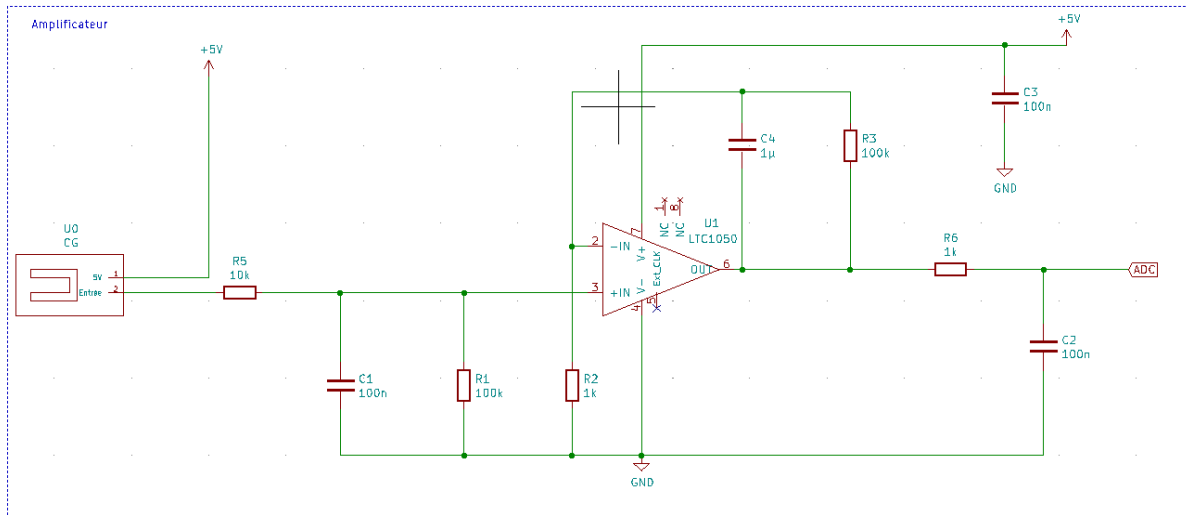 Amplificateur
+5V
+5V
C3
100n
GND
C4
1µ
R3
100k
U0
CG
5V
1
Entrée
2
R5
10k
1
NC
8
NC
U1
LTC1050
7
V+
2
-IN
3
+IN
OUT
6
Ext_CLK
5
V-
4
R6
1k
ADC
C1
100n
R1
100k
R2
1k
C2
100n
GND